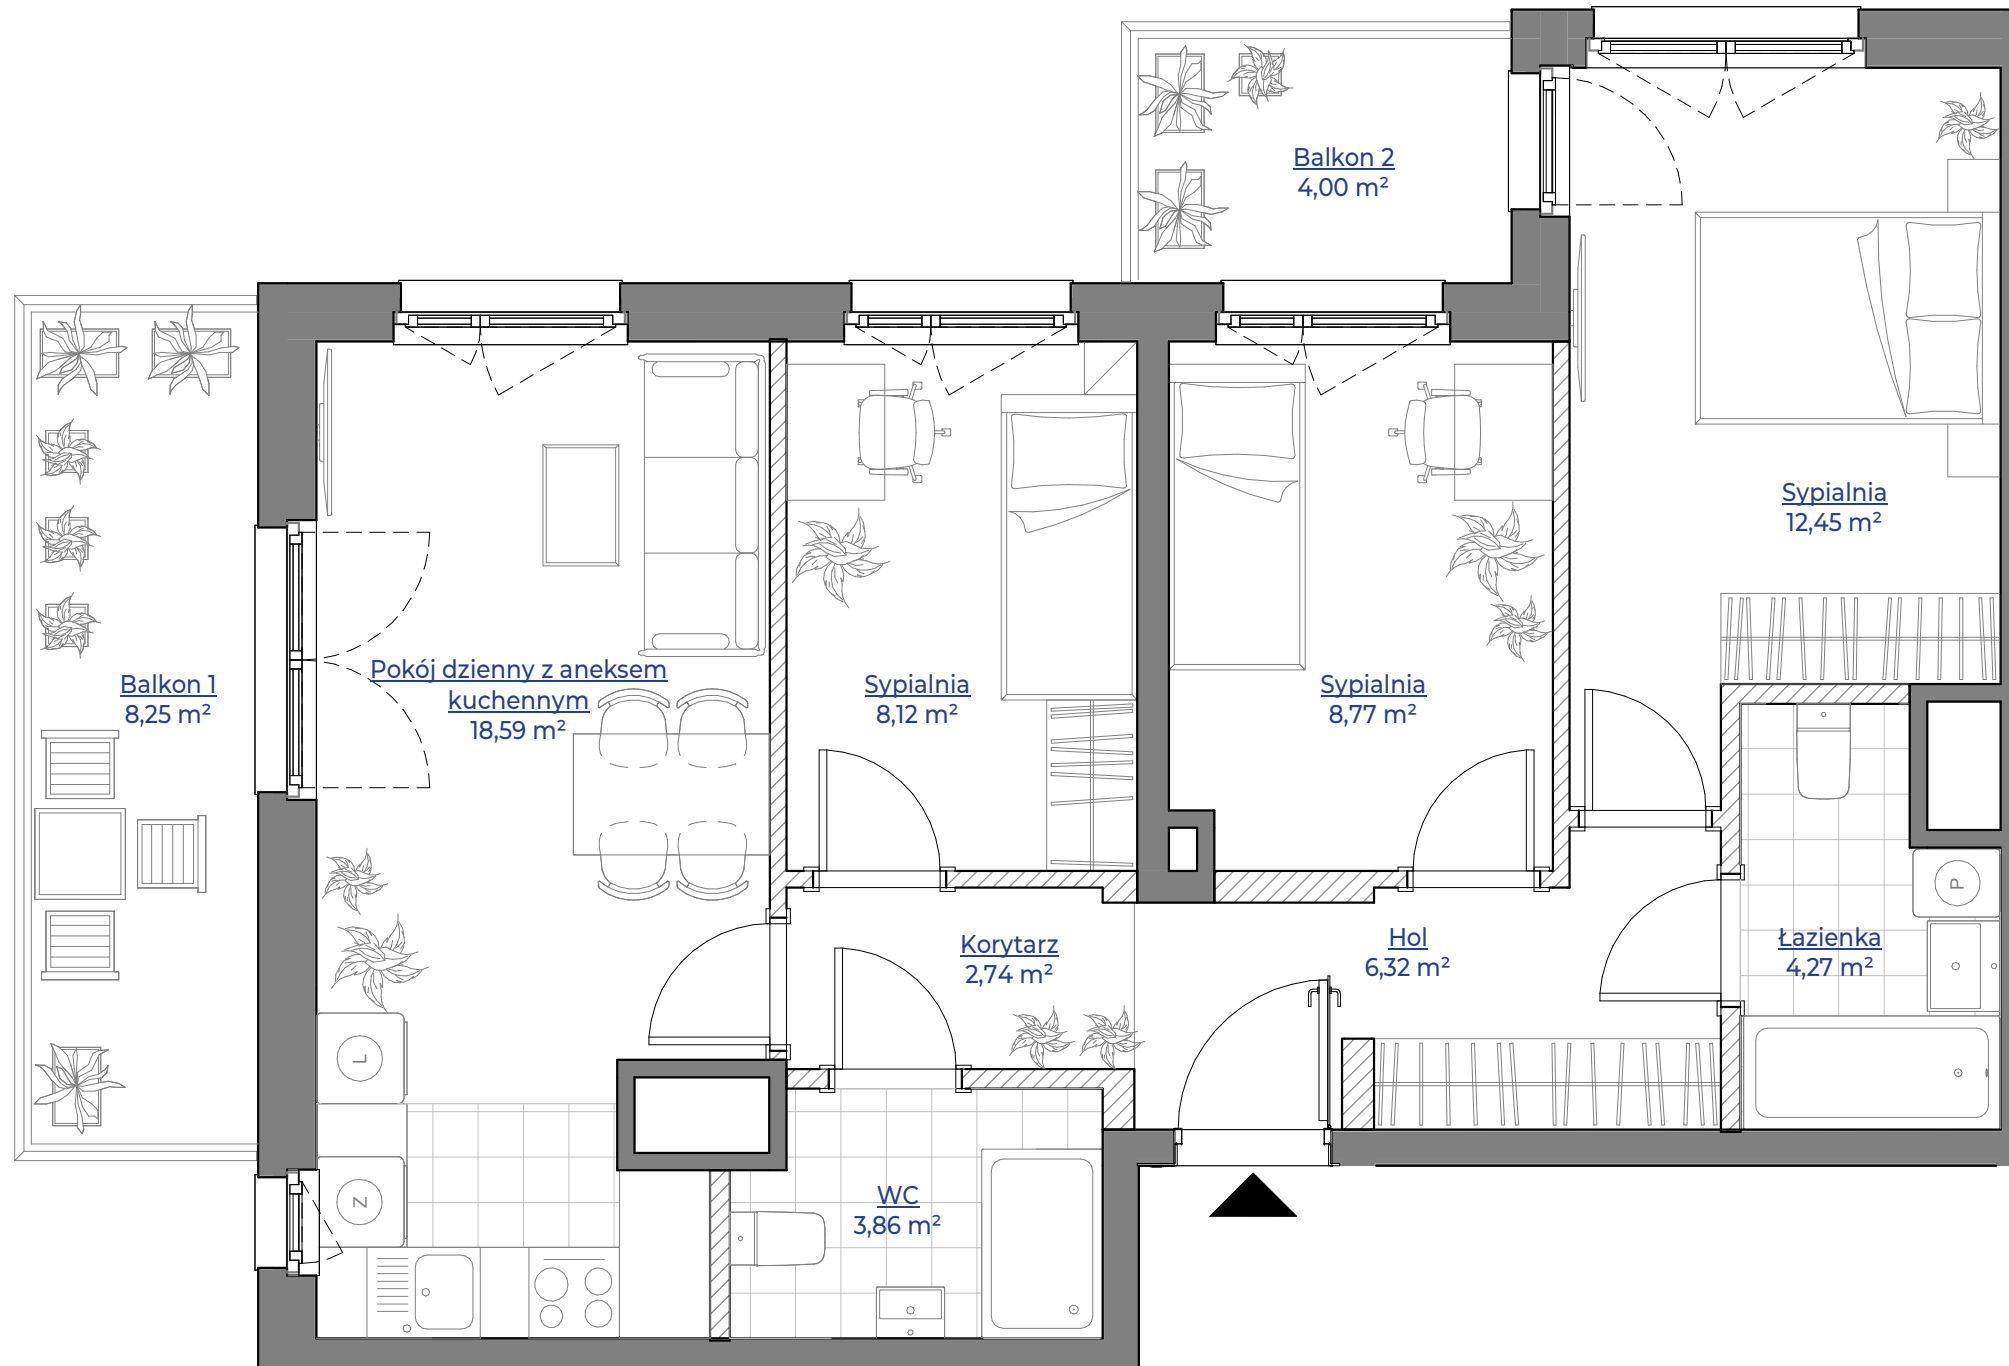 Balkon 2
4,00 m²
Sypialnia
12,45 m²
Balkon 1
8,25 m²
Pokój dzienny z aneksem
kuchennym
18,59 m²
Sypialnia
8,12 m²
Sypialnia
8,77 m²
Korytarz
2,74 m²
Hol
6,32 m²
Łazienka
4,27 m²
P
L
Z
WC
3,86 m²